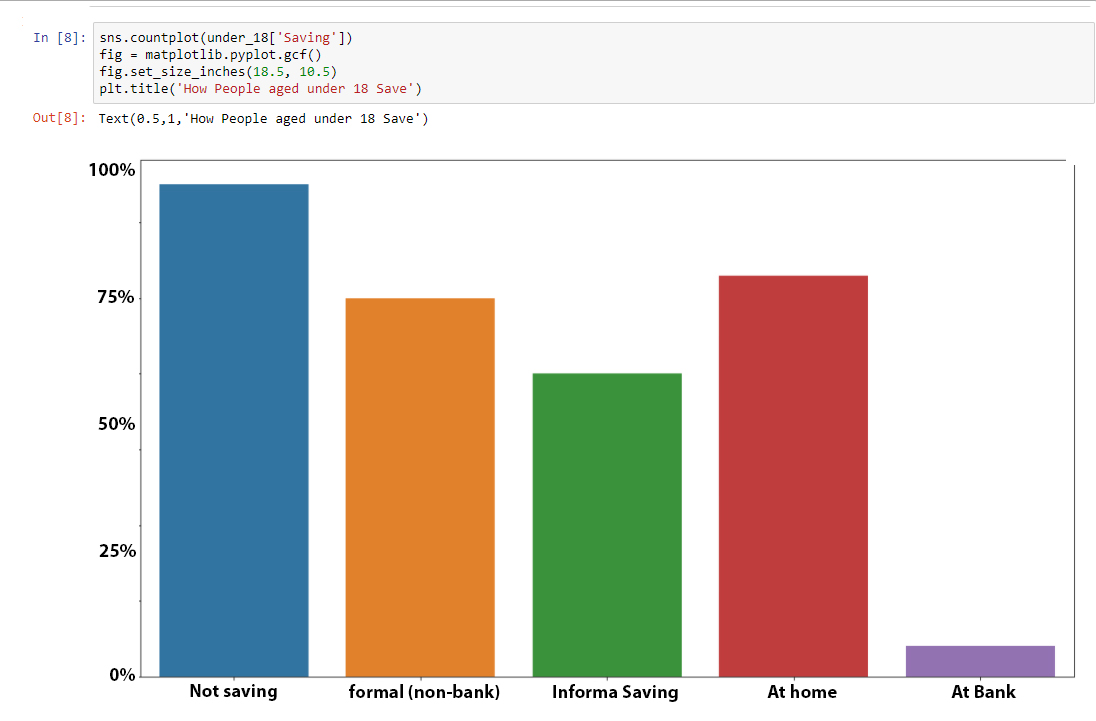 In [8]: sns.countplot(under_18['Saving'])
fig = matplotlib.pyplot.gcf()
fig.set_size_inches(18.5, 10.5)
plt.title('How People aged under 18 Save')
Out[8]: Text(0.5,1,'How People aged under 18 Save')
100%
75%
50%
25%
0%
Not saving formal (non-bank) Informa Saving At home At Bank